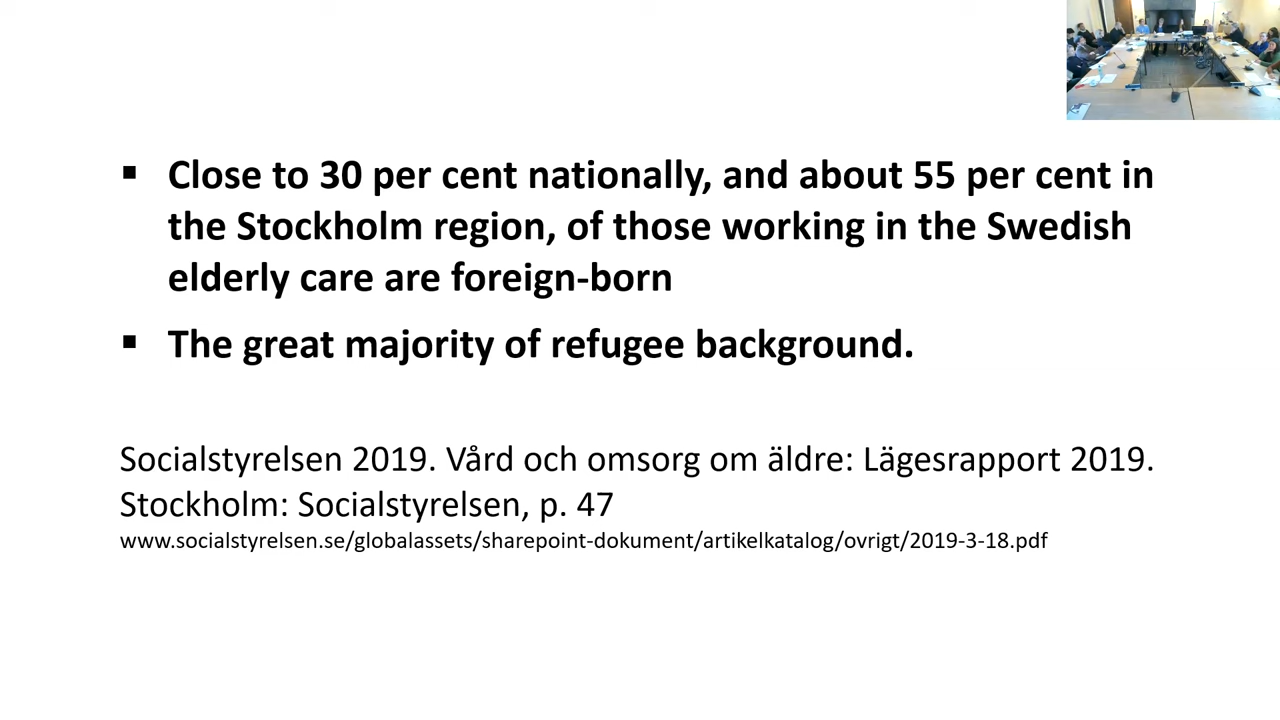 ▪ Close to 30 per cent nationally, and about 55 per cent in
the Stockholm region, of those working in the Swedish
elderly care are foreign-born
▪ The great majority of refugee background.
Socialstyrelsen 2019. Vård och omsorg om äldre: Lägesrapport 2019.
Stockholm: Socialstyrelsen, p. 47
www.socialstyrelsen.se/globalassets/sharepoint-dokument/artikelkatalog/ovrigt/2019-3-18.pdf